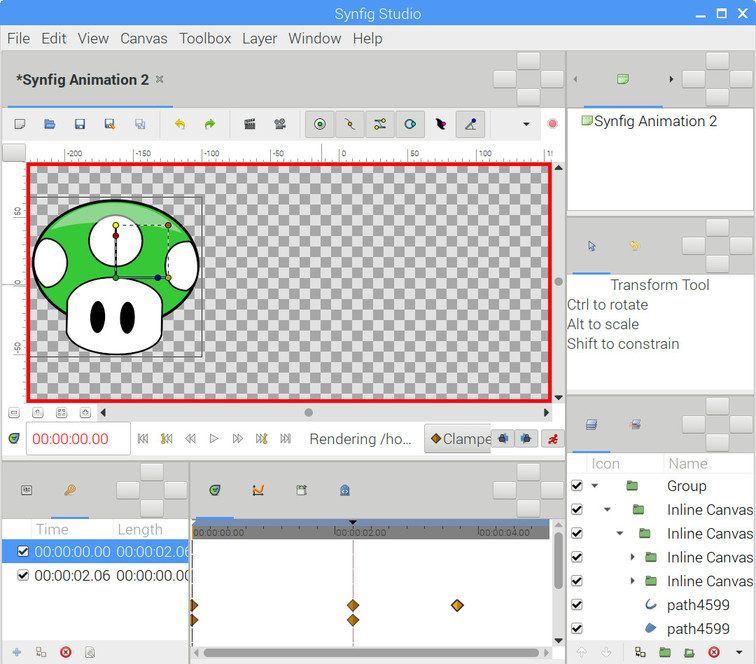 Synfig Studio
File Edit View Canvas Toolbox Layer Window Help
*Synfig Animation 2
Synfig Animation 2
-200 -150 -100 -50 0 50 100
50
0
-50
Transform Tool
Ctrl to rotate
Alt to scale
Shift to constrain
00:00:00.00 Rendering /ho... Clampe
Icon Name
Group
Inline Canvas
Inline Canvas
Inline Canvas
Inline Canvas
path4599
path4599
Time Length
00:00:00.00 00:00:02.06
00:00:02.06 00:00:00.00
00:00:00.00 00:00:02.00 00:00:04.00